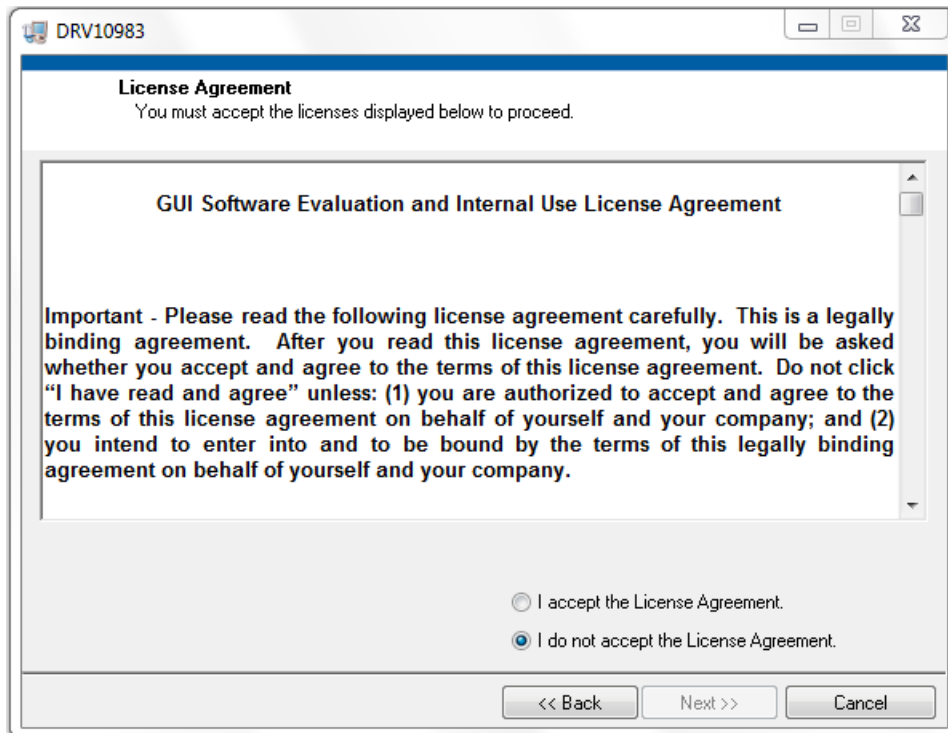 DRV10983
License Agreement
You must accept the licenses displayed below to proceed.
GUI Software Evaluation and Internal Use License Agreement
Important - Please read the following license agreement carefully.  This is a legally
binding agreement.  After you read this license agreement, you will be asked
whether you accept and agree to the terms of this license agreement.  Do not click
“I have read and agree” unless: (1) you are authorized to accept and agree to the
terms of this license agreement on behalf of yourself and your company; and (2)
you intend to enter into and to be bound by the terms of this legally binding
agreement on behalf of yourself and your company.
I accept the License Agreement.
I do not accept the License Agreement.
<< Back
Next >>
Cancel